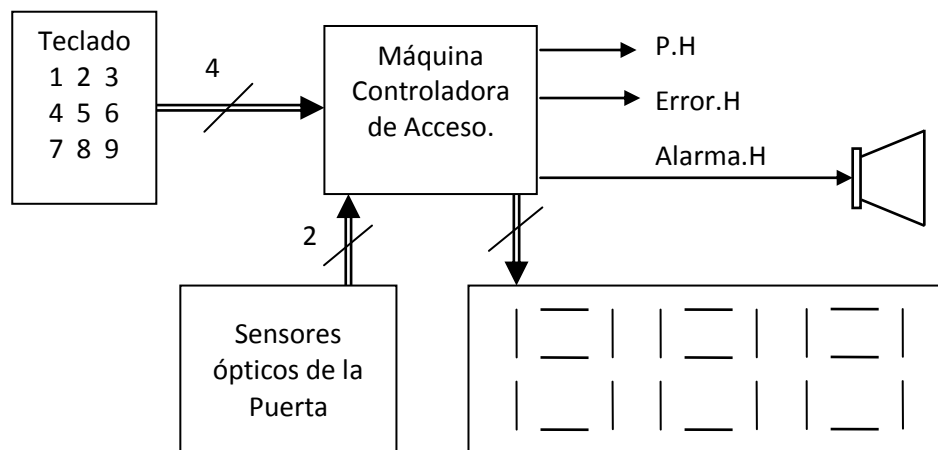 Teclado
1 2 3
4 5 6
7 8 9
4
Máquina
Controladora
de Acceso.
P.H
Error.H
Alarma.H
2
Sensores
ópticos de la
Puerta